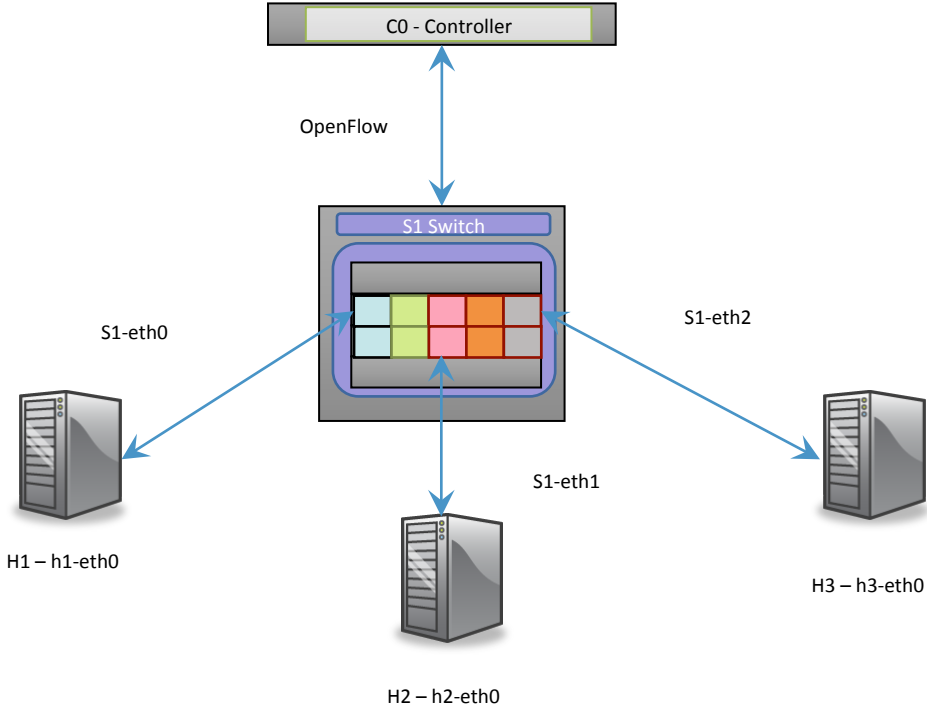 C0 - Controller
OpenFlow
S1 Switch
S1-eth0
S1-eth2
S1-eth1
H1 – h1-eth0
H3 – h3-eth0
H2 – h2-eth0